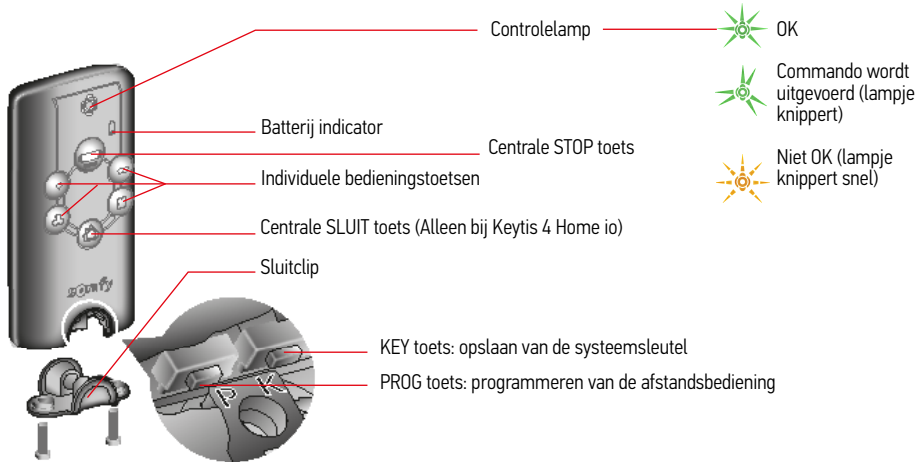 Controlelamp
OK
Commando wordt
uitgevoerd (lampje
knippert)
Batterij indicator
Centrale STOP toets
Niet OK (lampje
knippert snel)
Individuele bedieningstoetsen
Centrale SLUIT toets (Alleen bij Keytis 4 Home io)
Sluitclip
somfy
KEY toets: opslaan van de systeemsleutel
PROG toets: programmeren van de afstandsbediening
P K